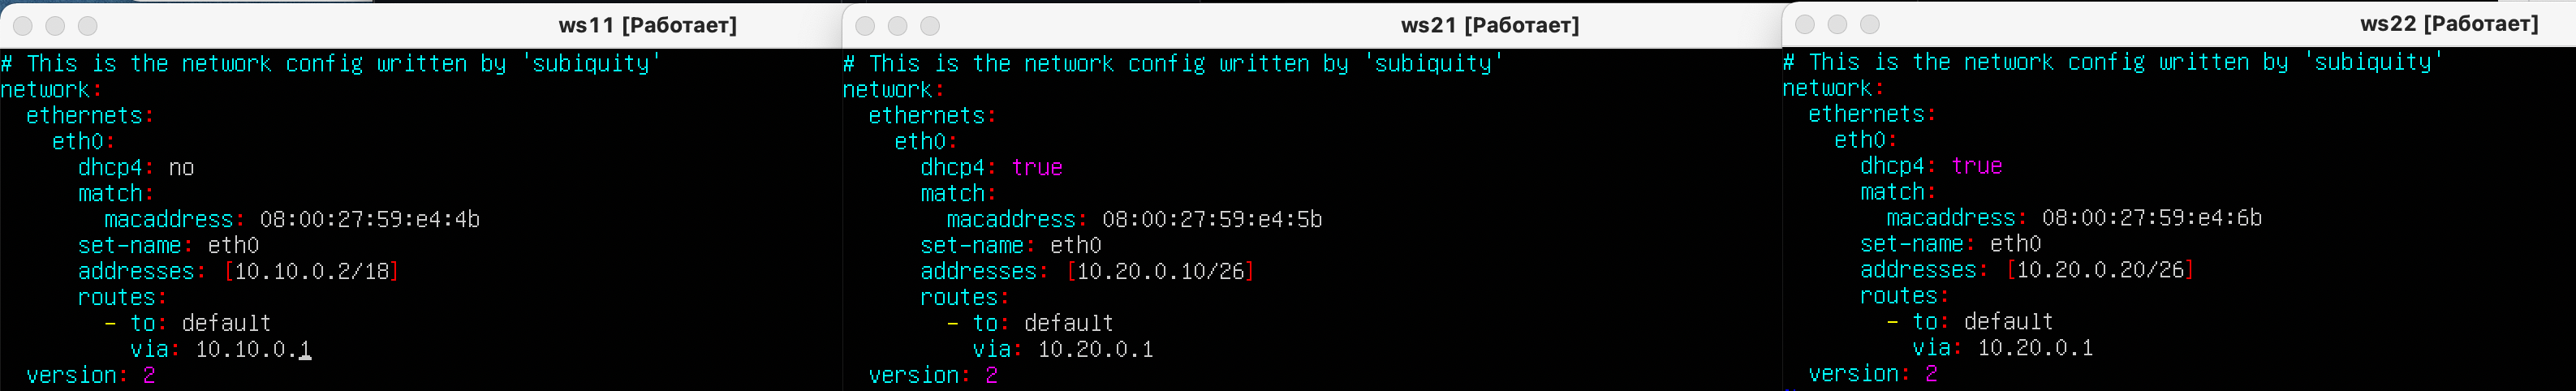 ws11 [Работает]
# This is the network config written by 'subiquity'
network:
  ethernets:
    eth0:
      dhcp4: no
      match:
        macaddress: 08:00:27:59:e4:4b
      set-name: eth0
      addresses: [10.10.0.2/18]
      routes:
        - to: default
          via: 10.10.0.1
  version: 2
ws21 [Работает]
# This is the network config written by 'subiquity'
network:
  ethernets:
    eth0:
      dhcp4: true
      match:
        macaddress: 08:00:27:59:e4:5b
      set-name: eth0
      addresses: [10.20.0.10/26]
      routes:
        - to: default
          via: 10.20.0.1
  version: 2
ws22 [Работает]
# This is the network config written by 'subiquity'
network:
  ethernets:
    eth0:
      dhcp4: true
      match:
        macaddress: 08:00:27:59:e4:6b
      set-name: eth0
      addresses: [10.20.0.20/26]
      routes:
        - to: default
          via: 10.20.0.1
  version: 2